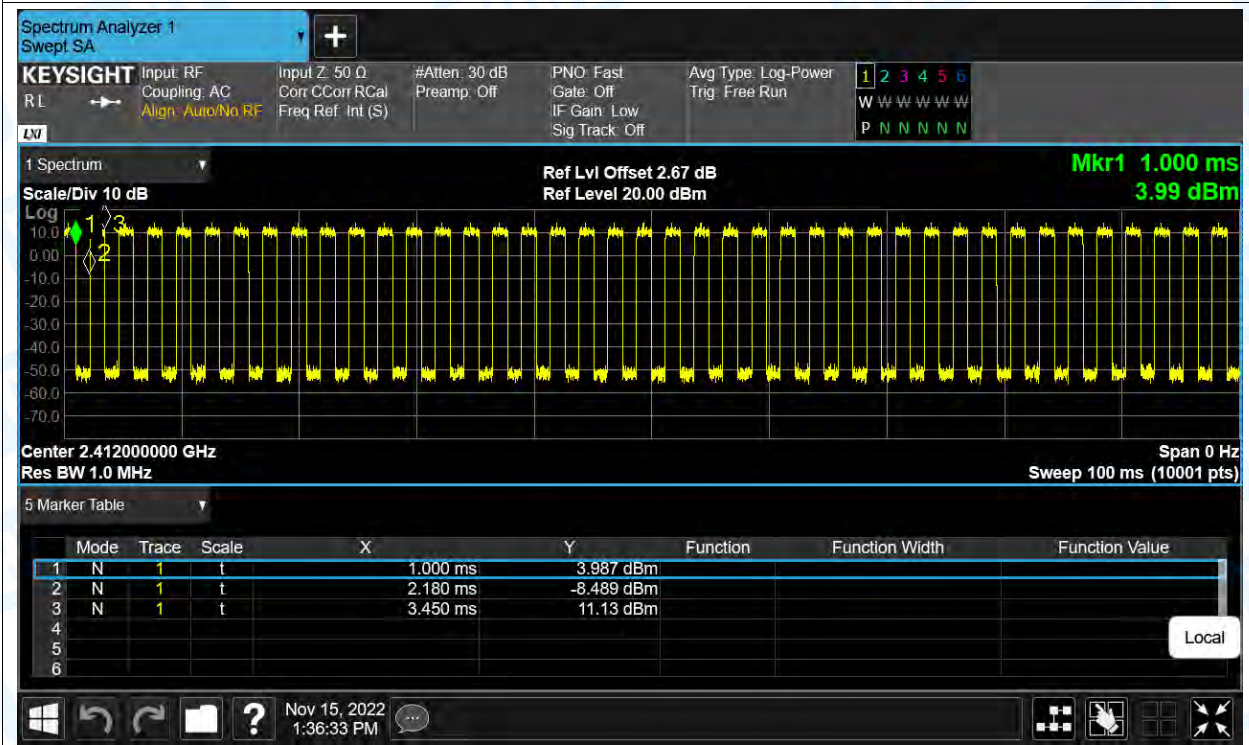 Spectrum Analyzer 1
Swept SA
+
KEYSIGHT Input: RF Input Z: 50 Ω #Atten: 30 dB PNO: Fast Avg Type: Log-Power 1 2 3 4 5 6
R L Coupling: AC Corr CCorr RCal Preamp: Off Gate: Off Trig: Free Run W W W W W W
Align: Auto/No RF Freq Ref: Int (S) IF Gain: Low
LXI Sig Track: Off P N N N N N
1 Spectrum Ref Lvl Offset 2.67 dB Mkr1 1.000 ms
Scale/Div 10 dB Ref Level 20.00 dBm 3.99 dBm
Log
10.0 1 3
0.00 2
-10.0
-20.0
-30.0
-40.0
-50.0
-60.0
-70.0
Center 2.412000000 GHz Span 0 Hz
Res BW 1.0 MHz Sweep 100 ms (10001 pts)
5 Marker Table
Mode Trace Scale X Y Function Function Width Function Value
1 N 1 t 1.000 ms 3.987 dBm
2 N 1 t 2.180 ms -8.489 dBm
3 N 1 t 3.450 ms 11.13 dBm
4
5
6
Local
? Nov 15, 2022
1:36:33 PM